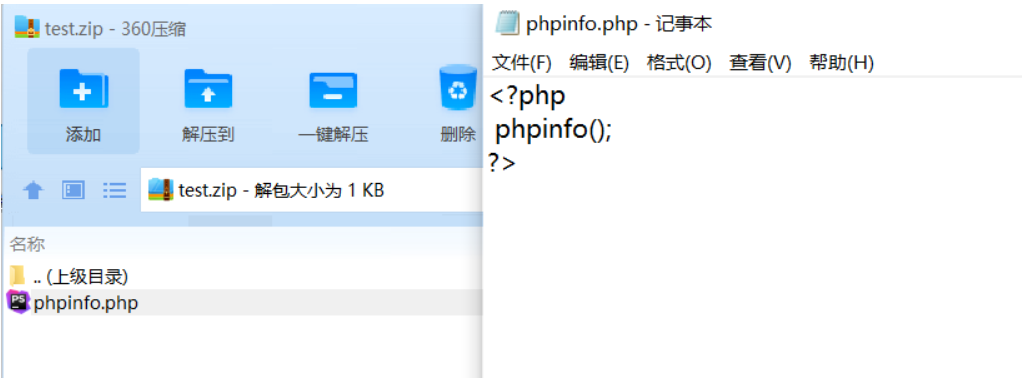 test.zip - 360压缩
添加 解压到 一键解压 删除
test.zip - 解包大小为 1 KB
名称
.. (上级目录)
PS phpinfo.php
phpinfo.php - 记事本
文件(F) 编辑(E) 格式(O) 查看(V) 帮助(H)
<?php
phpinfo();
?>